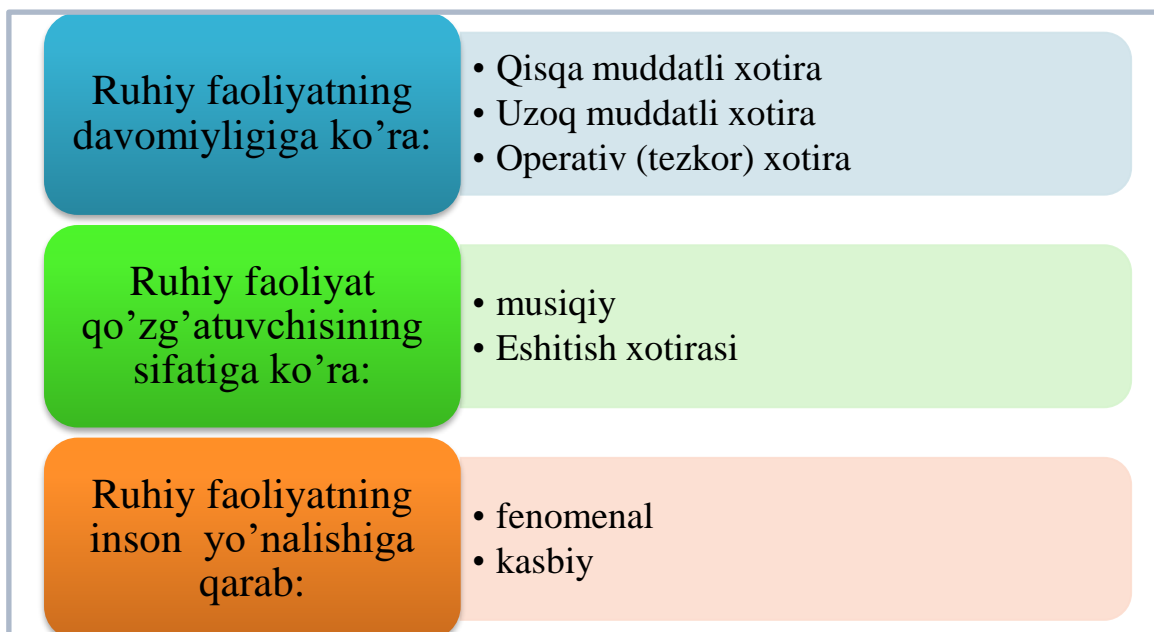 Ruhiy faoliyatning
davomiyligiga ko’ra:
• Qisqa muddatli xotira
• Uzoq muddatli xotira
• Operativ (tezkor) xotira
Ruhiy faoliyat
qo’zg’atuvchisining
sifatiga ko’ra:
• musiqiy
• Eshitish xotirasi
Ruhiy faoliyatning
inson yo’nalishiga
qarab:
• fenomenal
• kasbiy